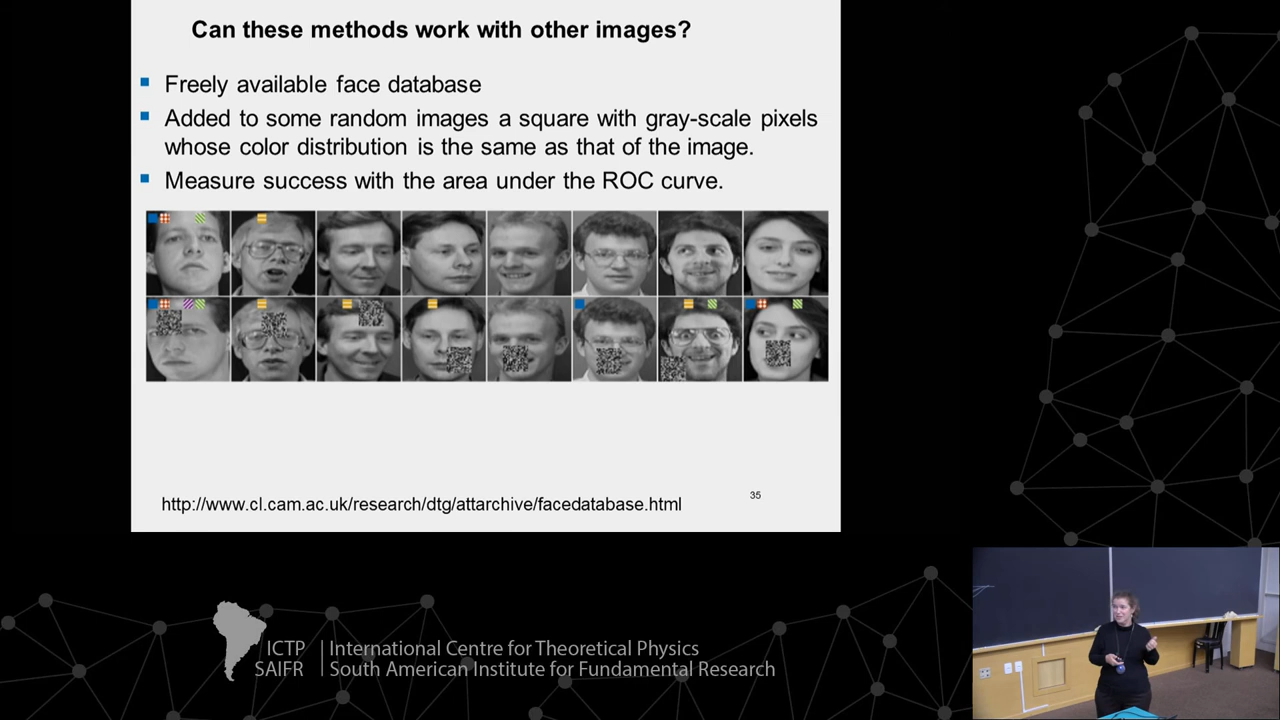 Can these methods work with other images?
Freely available face database
Added to some random images a square with gray-scale pixels
whose color distribution is the same as that of the image.
Measure success with the area under the ROC curve.
http://www.cl.cam.ac.uk/research/dtg/attarchive/facedatabase.html
35
ICTP
SAIFR
International Centre for Theoretical Physics
South American Institute for Fundamental Research